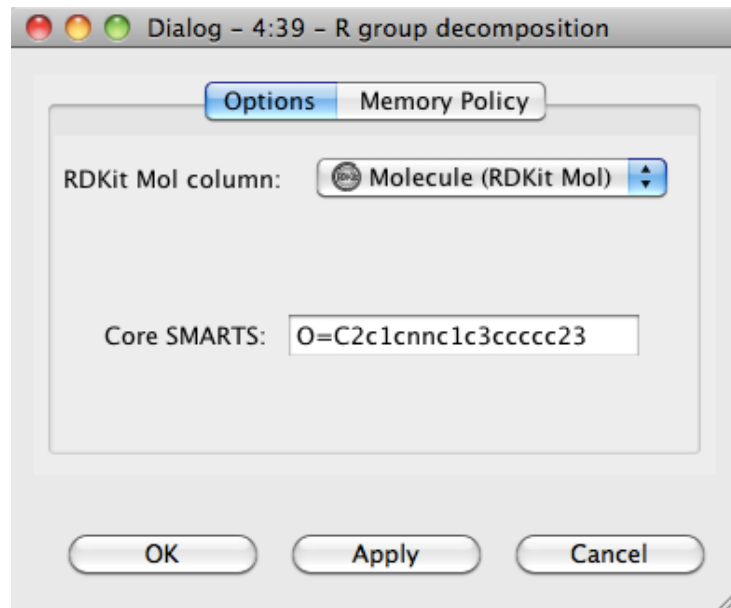 Dialog – 4:39 – R group decomposition
Options Memory Policy
RDKit Mol column: Molecule (RDKit Mol)
Core SMARTS: O=C2c1cnnc1c3ccccc23
OK Apply Cancel